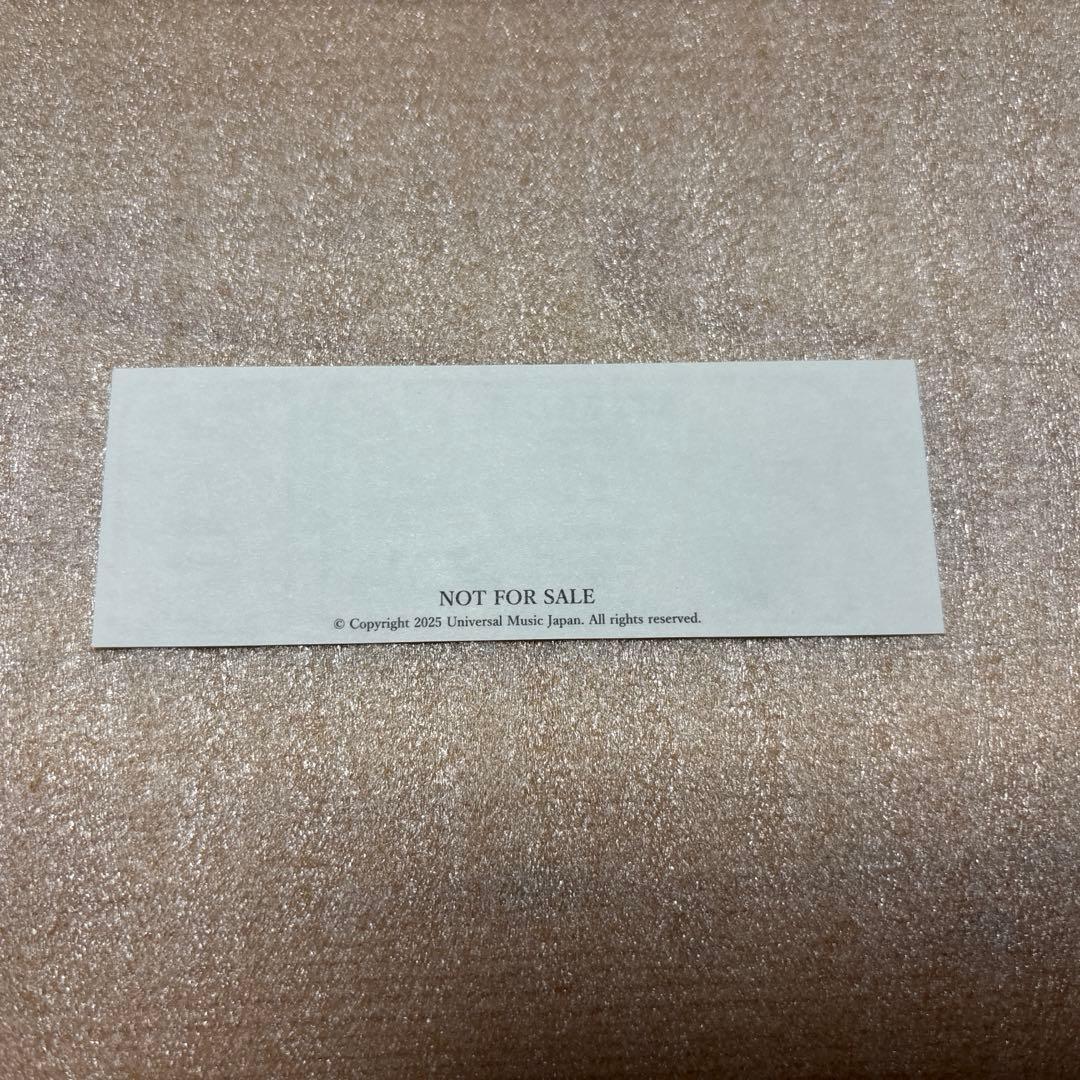 NOT FOR SALE
© Copyright 2025 Universal Music Japan. All rights reserved.